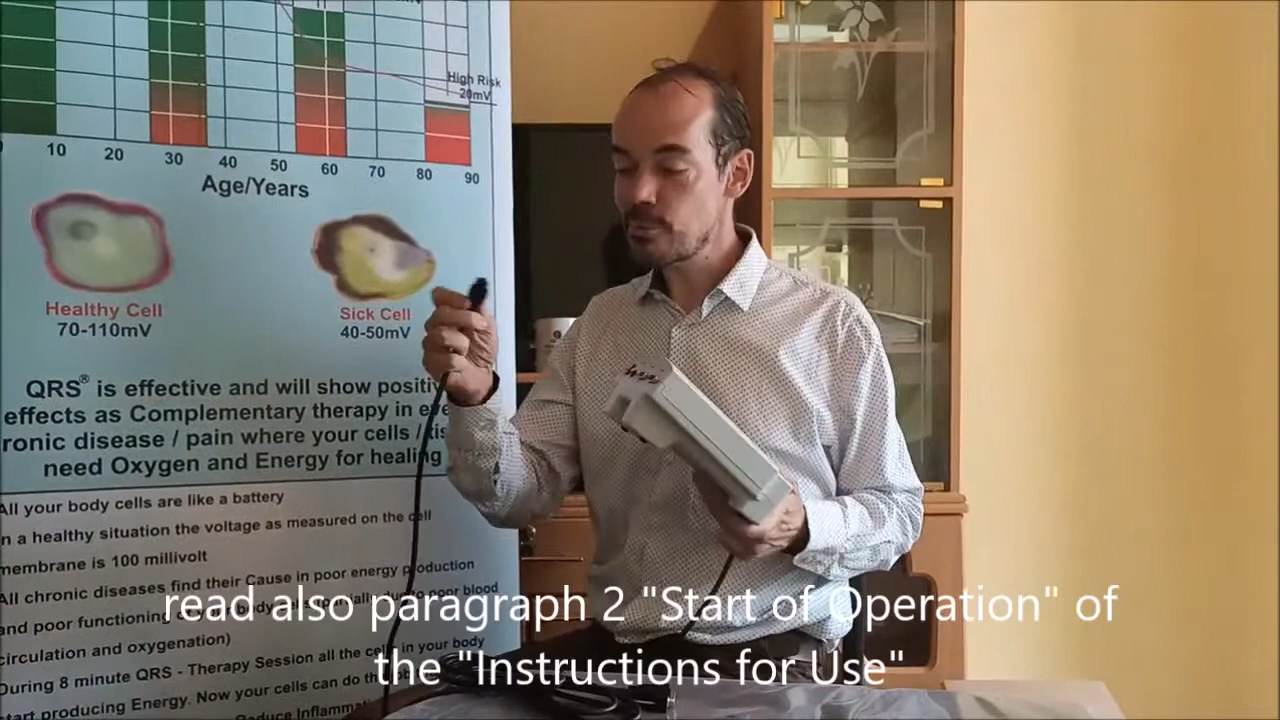 High Risk
20mV
10 20 30 40 50 60 70 80 90
Age/Years
Healthy Cell
70-110mV
Sick Cell
40-50mV
QRS® is effective and will show
effects as Complementary therapy in
disease / pain where your cells /
need Oxygen and Energy for healing
All your body cells are like a battery
a healthy situation the voltage as measured on the cell
membrane is 100 millivolt
All chronic diseases find their Cause in poor energy production
and poor functioning body due to poor blood
circulation and oxygenation)
During 8 minute QRS - Therapy Session all the cells in your body
producing Energy. Now your cells can do
read also paragraph 2 "Start of Operation" of
the "Instructions for Use"